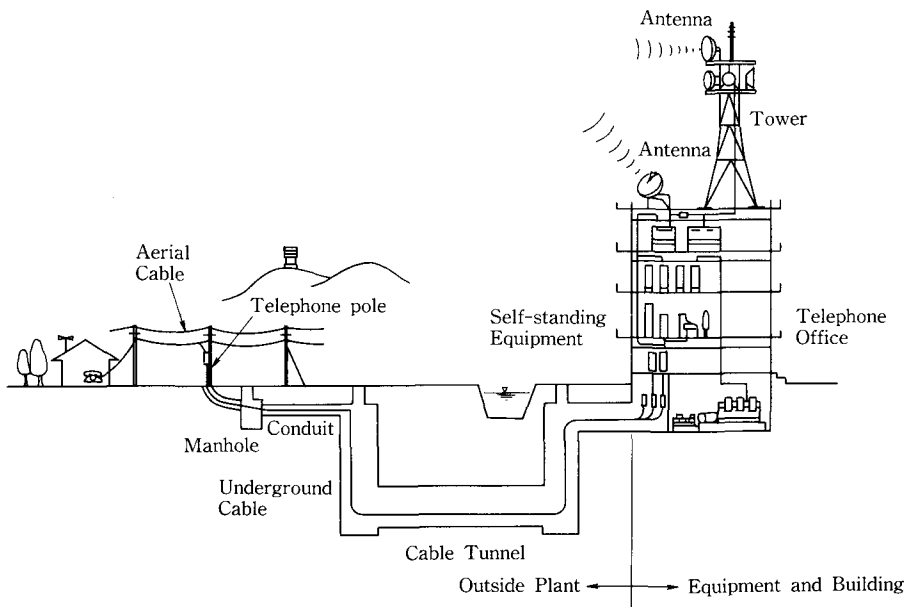 Antenna
Tower
Antenna
Aerial
Cable
Telephone pole
Self-standing
Equipment
Telephone
Office
Manhole
Conduit
Underground
Cable
Cable Tunnel
Outside Plant
Equipment and Building